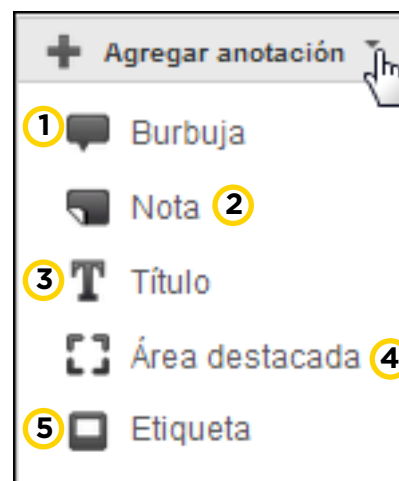 Agregar anotación
1 Burbuja
Nota 2
3 Título
Área destacada 4
5 Etiqueta